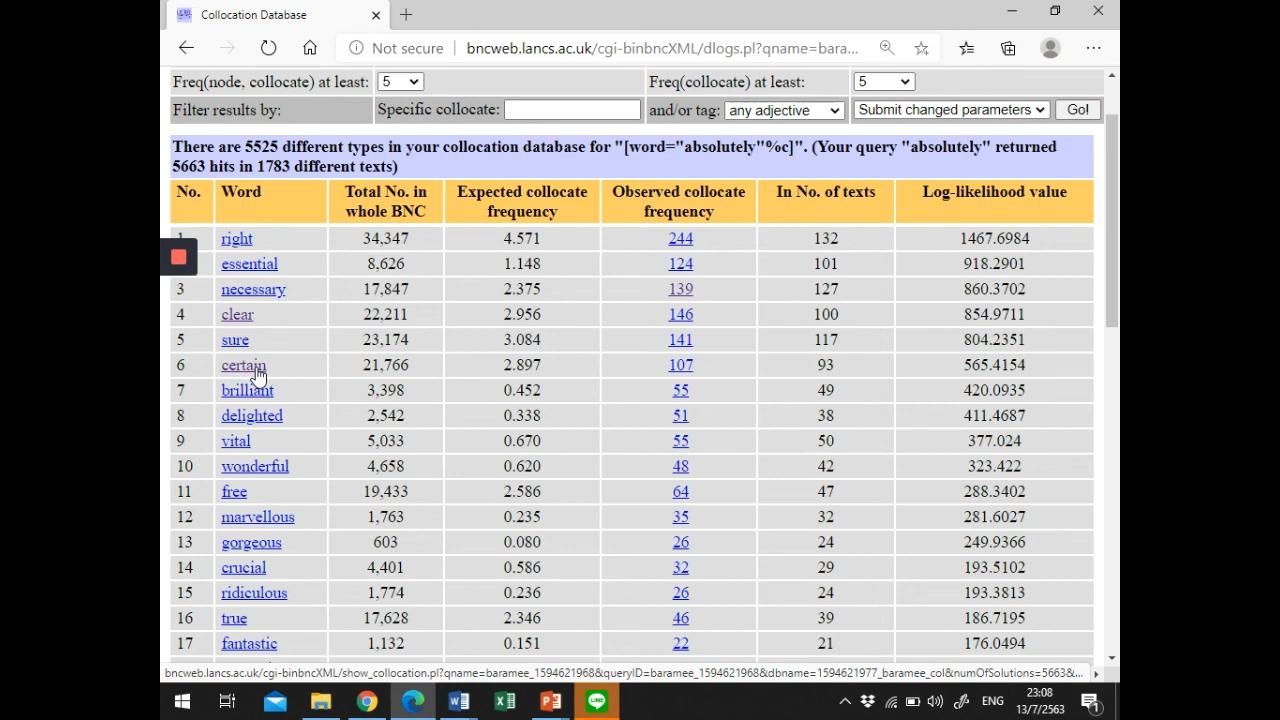 Collocation Database
Not secure bncweb.lancs.ac.uk/cgi-binbncXML/dlogs.pl?qname=bara...
Freq(node, collocate) at least: 5 Freq(collocate) at least: 5
Filter results by: Specific collocate: and/or tag: any adjective Submit changed parameters Go!
There are 5525 different types in your collocation database for "[word="absolutely"%c]". (Your query "absolutely" returned
5663 hits in 1783 different texts)
No. Word Total No. in whole BNC Expected collocate frequency Observed collocate frequency In No. of texts Log-likelihood value
1 right 34,347 4.571 244 132 1467.6984
essential 8,626 1.148 124 101 918.2901
3 necessary 17,847 2.375 139 127 860.3702
4 clear 22,211 2.956 146 100 854.9711
5 sure 23,174 3.084 141 117 804.2351
6 certain 21,766 2.897 107 93 565.4154
7 brilliant 3,398 0.452 55 49 420.0935
8 delighted 2,542 0.338 51 38 411.4687
9 vital 5,033 0.670 55 50 377.024
10 wonderful 4,658 0.620 48 42 323.422
11 free 19,433 2.586 64 47 288.3402
12 marvellous 1,763 0.235 35 32 281.6027
13 gorgeous 603 0.080 26 24 249.9366
14 crucial 4,401 0.586 32 29 193.5102
15 ridiculous 1,774 0.236 26 24 193.3813
16 true 17,628 2.346 46 39 186.7195
17 fantastic 1,132 0.151 22 21 176.0494
bncweb.lancs.ac.uk/cgi-binbncXML/show_collocation.pl?qname=baramee_1594621968&queryID=baramee_1594621968&dbname=1594621977_baramee_col&numOfSolutions=5663&...
ENG 23:08
13/7/2563 1